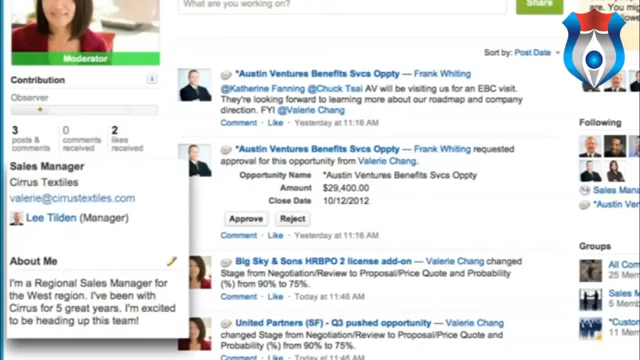 What are you working on?
Share
are. You
Moderator
Sort by: Post Date
Contribution
Observer
3 posts & comments
0 comments received
2 likes received
Sales Manager
Cirrus Textiles
valerie@cirrustextiles.com
Lee Tilden (Manager)
About Me
I'm a Regional Sales Manager for
the West region. I've been with
Cirrus for 5 great years. I'm excited
to be heading up this team!
*Austin Ventures Benefits Svcs Oppty — Frank Whiting
@Katherine Fanning @Chuck Tsai AV will be visiting us for an EBC visit.
They're looking forward to learning more about our roadmap and company
direction. FYI @Valerie Chang
Comment · Like · Yesterday at 11:16 AM
*Austin Ventures Benefits Svcs Oppty — Frank Whiting requested
approval for this opportunity from Valerie Chang.
Opportunity Name *Austin Ventures Benefits Svcs Oppty
Amount $29,400.00
Close Date 10/12/2012
Approve Reject
Comment · Like · Yesterday at 11:16 AM
Big Sky & Sons HRBPO 2 license add-on — Valerie Chang changed
Stage from Negotiation/Review to Proposal/Price Quote and Probability
(%) from 90% to 75%.
Comment · Like · Today at 11:46 AM
United Partners (SF) - Q3 pushed opportunity — Valerie Chang
changed Stage from Negotiation/Review to Proposal/Price Quote and
Probability (%) from 90% to 75%.
Comment · Like · Today at 11:46 AM
Following
Sales Mana
*Austin Ven
Groups
All Com
25 Mem
Sales M
5 Memb
Execut